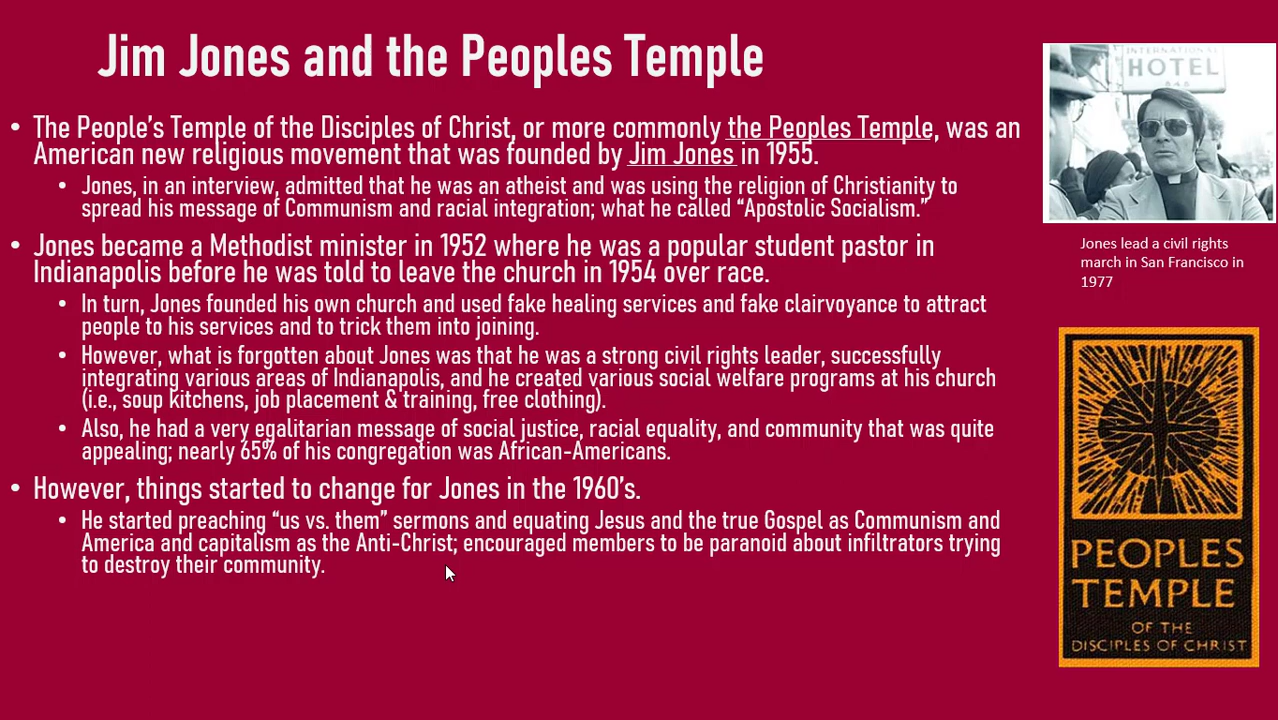 Jim Jones and the Peoples Temple
• The People’s Temple of the Disciples of Christ, or more commonly the Peoples Temple, was an
American new religious movement that was founded by Jim Jones in 1955.
• Jones, in an interview, admitted that he was an atheist and was using the religion of Christianity to
spread his message of Communism and racial integration; what he called “Apostolic Socialism.”
• Jones became a Methodist minister in 1952 where he was a popular student pastor in
Indianapolis before he was told to leave the church in 1954 over race.
• In turn, Jones founded his own church and used fake healing services and fake clairvoyance to attract
people to his services and to trick them into joining.
• However, what is forgotten about Jones was that he was a strong civil rights leader, successfully
integrating various areas of Indianapolis, and he created various social welfare programs at his church
(i.e., soup kitchens, job placement & training, free clothing).
• Also, he had a very egalitarian message of social justice, racial equality, and community that was quite
appealing; nearly 65% of his congregation was African-Americans.
• However, things started to change for Jones in the 1960’s.
• He started preaching “us vs. them” sermons and equating Jesus and the true Gospel as Communism and
America and capitalism as the Anti-Christ; encouraged members to be paranoid about infiltrators trying
to destroy their community.
INTERNATIONAL
HOTEL
Jones lead a civil rights
march in San Francisco in
1977
PEOPLES
TEMPLE
OF THE
DISCIPLES OF CHRIST